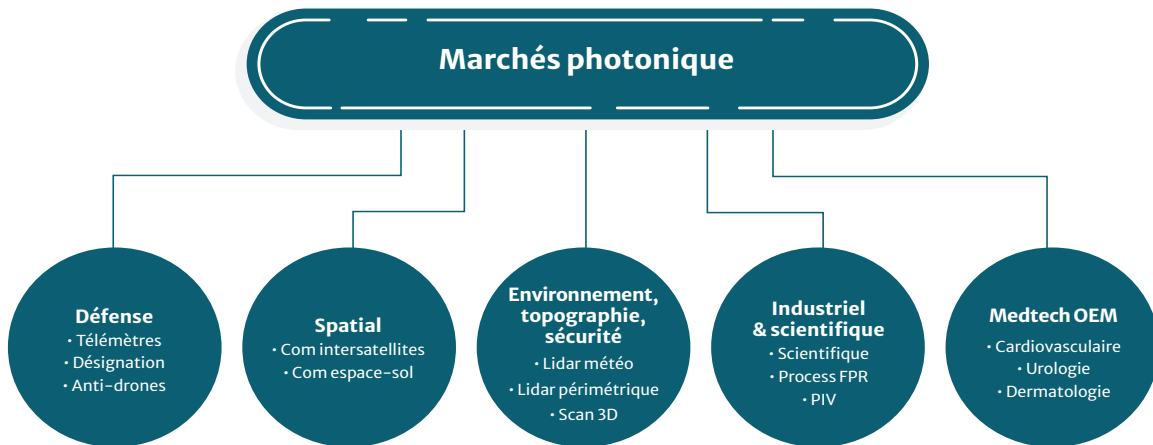 Marchés photonique
Défense
• Télémètres
• Désignation
• Anti-drones
Spatial
• Com intersatellites
• Com espace-sol
Environnement,
topographie,
sécurité
• Lidar météo
• Lidar périmétrique
• Scan 3D
Industriel
& scientifique
• Scientifique
• Process FPR
• PIV
Medtech OEM
• Cardiovasculaire
• Urologie
• Dermatologie